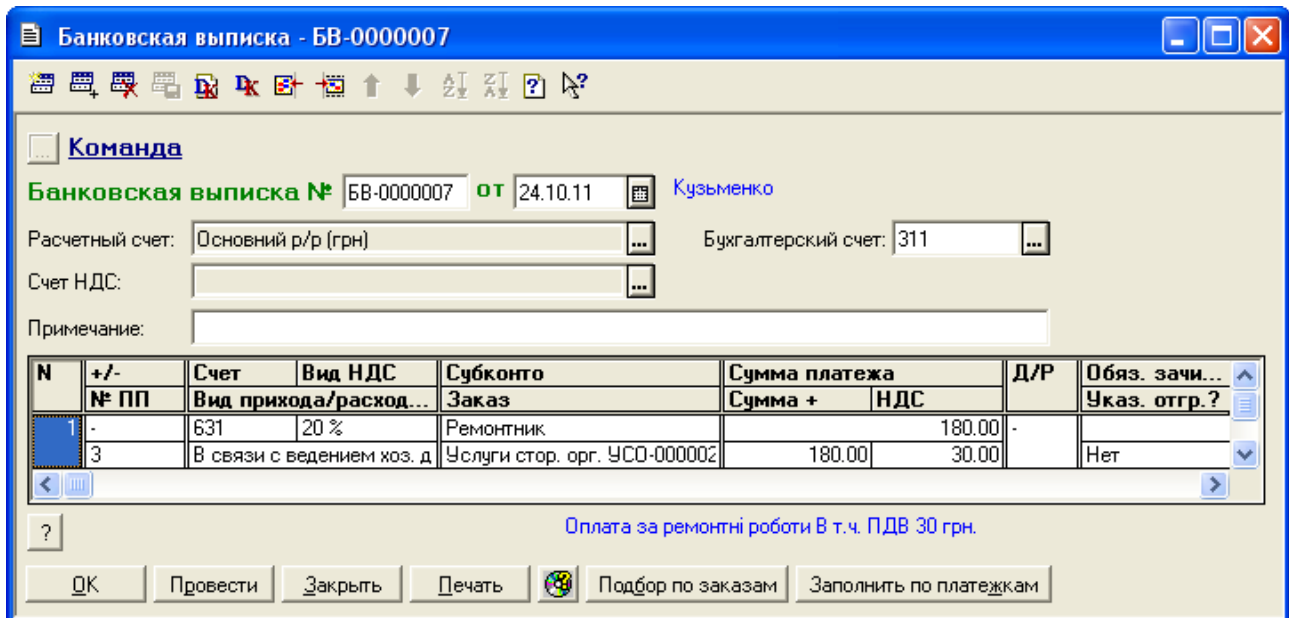 Банковская выписка - БВ-0000007
... Команда
Банковская выписка № БВ-0000007 от 24.10.11 Кузьменко
Расчетный счет: Основний р/р (грн) ... Бухгалтерский счет: 311 ...
Счет НДС: ...
Примечание:
N +/- Счет Вид НДС Субконто Сумма платежа Д/Р Обяз. зачи...
№ ПП Вид прихода/расход... Заказ Сумма + НДС Указ. отгр.?
1 - 631 20 % Ремонтник 180.00 -
3 В связи с ведением хоз. д Услуги стор. орг. УСО-000002 180.00 30.00 Нет
? Оплата за ремонтні роботи В т.ч. ПДВ 30 грн.
OK Провести Закрыть Печать Подбор по заказам Заполнить по платежкам